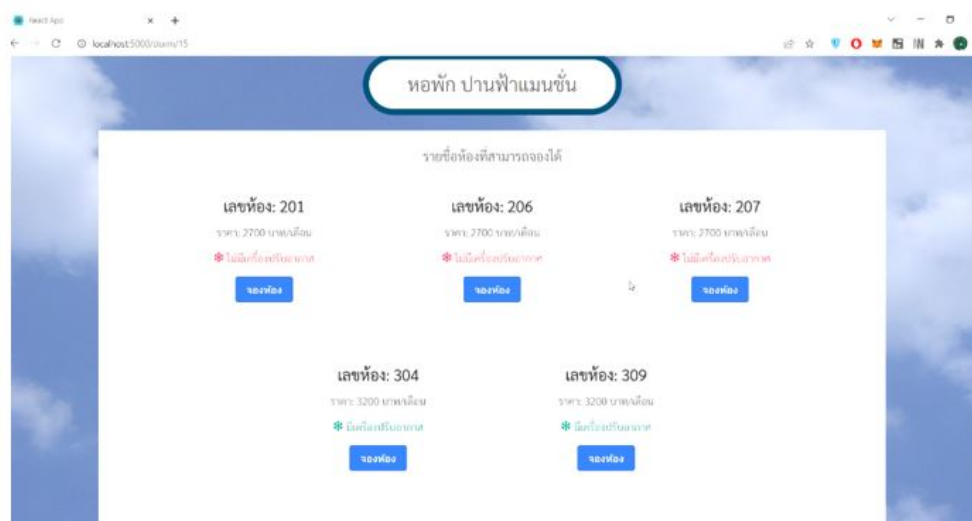 React App
localhost:5000/dorm/15
หอพัก ปานฟ้าแมนชั่น
รายชื่อห้องที่สามารถจองได้
เลขห้อง: 201
ราคา: 2700 บาท/เดือน
ไม่มีเครื่องปรับอากาศ
จองห้อง
เลขห้อง: 206
ราคา: 2700 บาท/เดือน
ไม่มีเครื่องปรับอากาศ
จองห้อง
เลขห้อง: 207
ราคา: 2700 บาท/เดือน
ไม่มีเครื่องปรับอากาศ
จองห้อง
เลขห้อง: 304
ราคา: 3200 บาท/เดือน
มีเครื่องปรับอากาศ
จองห้อง
เลขห้อง: 309
ราคา: 3200 บาท/เดือน
มีเครื่องปรับอากาศ
จองห้อง